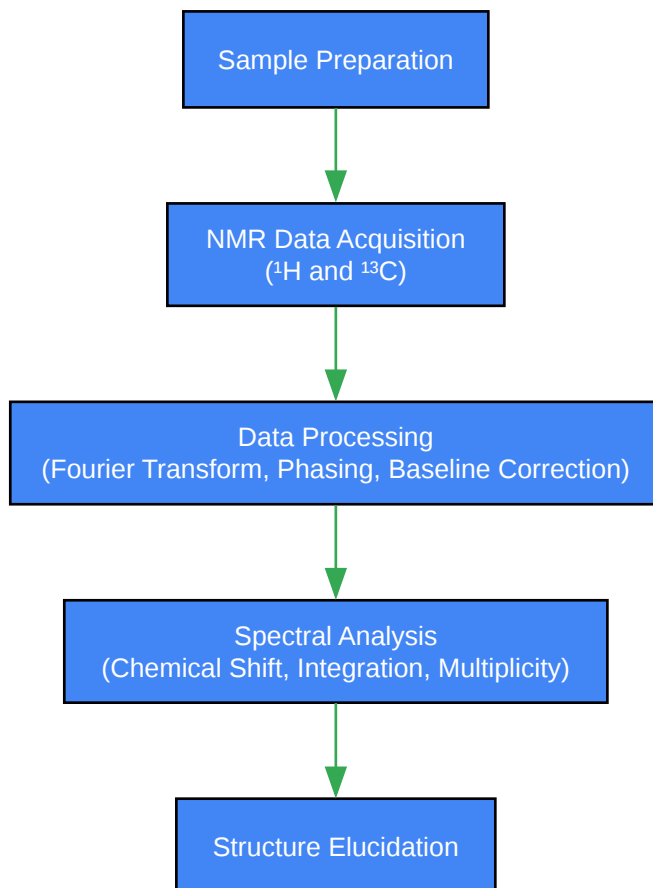 Sample Preparation
NMR Data Acquisition
(¹H and ¹³C)
Data Processing
(Fourier Transform, Phasing, Baseline Correction)
Spectral Analysis
(Chemical Shift, Integration, Multiplicity)
Structure Elucidation